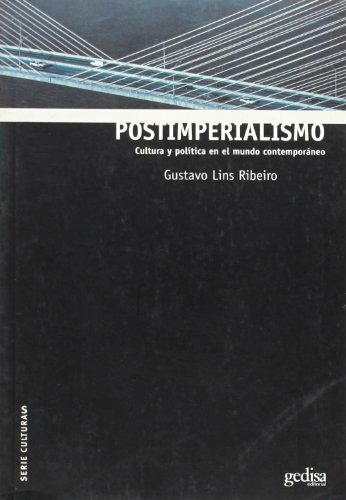 POSTIMPERIALISMO
Cultura y política en el mundo contemporáneo
Gustavo Lins Ribeiro
SERIE CULTURAS
gedisa
editorial